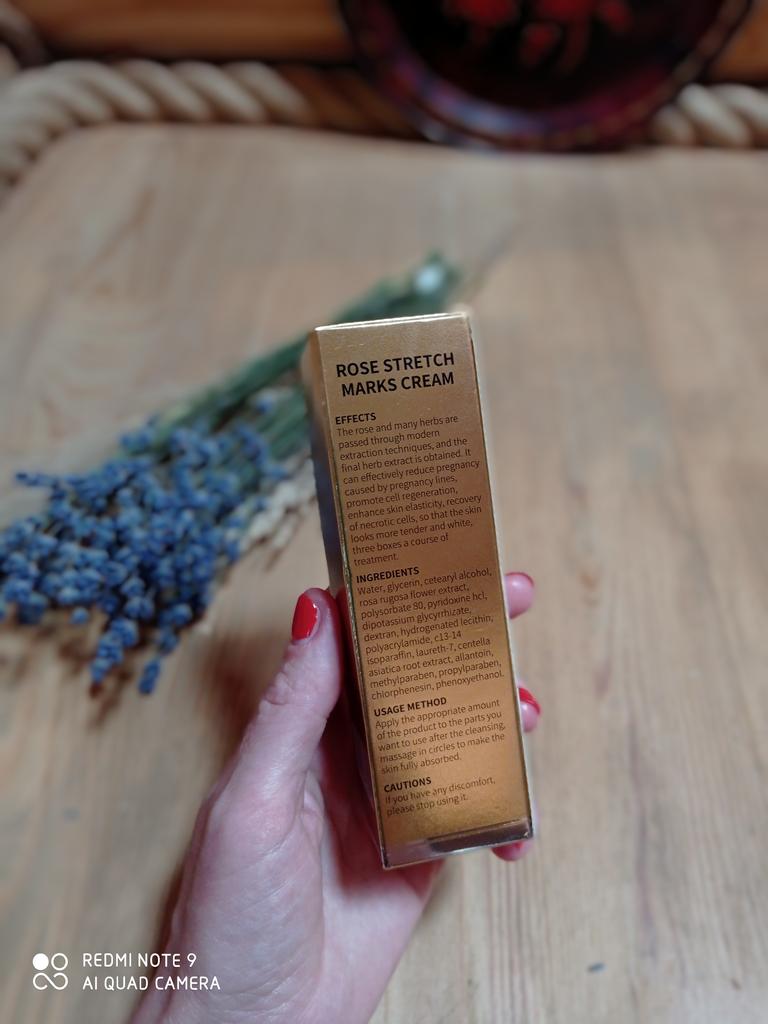 ROSE STRETCH
MARKS CREAM
EFFECTS
The rose and many herbs are
passed through modern
extraction techniques, and the
final herb extract is obtained. It
can effectively reduce pregnancy
caused by pregnancy lines,
promote cell regeneration,
enhance skin elasticity, recovery
of necrotic cells, so that the skin
looks more tender and white,
three boxes a course of
treatment.
INGREDIENTS
Water, glycerin, cetearyl alcohol,
rosa rugosa flower extract,
polysorbate 80, pyridoxine hcl,
dipotassium glycyrrhizate,
dextran, hydrogenated lecithin,
polyacrylamide, c13-14
isoparaffin, laureth-7, centella
asiatica root extract, allantoin,
methylparaben, propylparaben,
chlorphenesin, phenoxyethanol.
USAGE METHOD
Apply the appropriate amount
of the product to the parts you
want to use after the cleansing,
massage in circles to make the
skin fully absorbed.
CAUTIONS
If you have any discomfort,
please stop using it.
REDMI NOTE 9
AI QUAD CAMERA